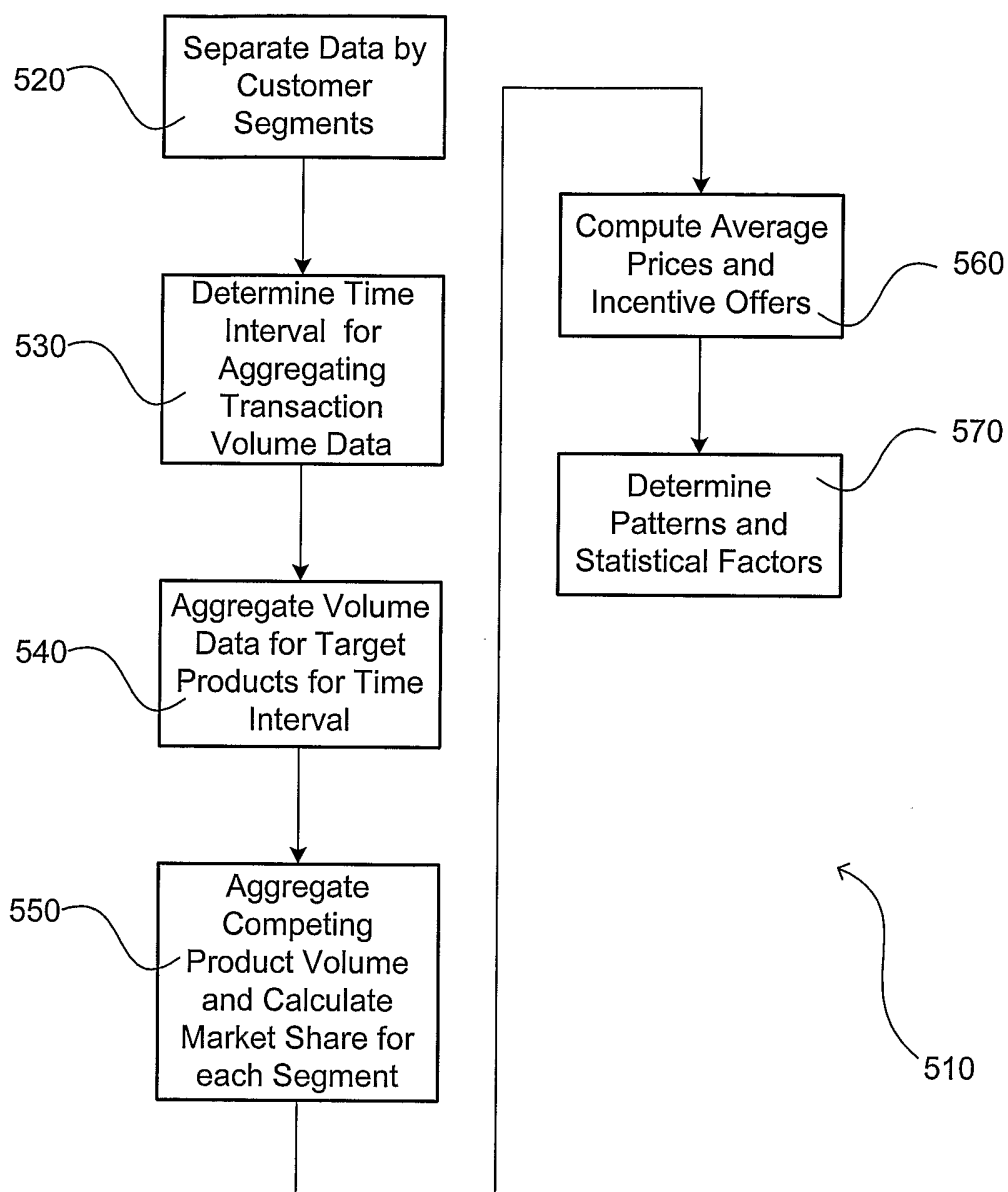 Separate Data by
Customer
Segments
520
Determine Time
Interval for
Aggregating
Transaction
Volume Data
530
Aggregate Volume
Data for Target
Products for Time
Interval
540
Aggregate
Competing
Product Volume
and Calculate
Market Share for
each Segment
550
Compute Average
Prices and
Incentive Offers
560
Determine
Patterns and
Statistical Factors
570
510